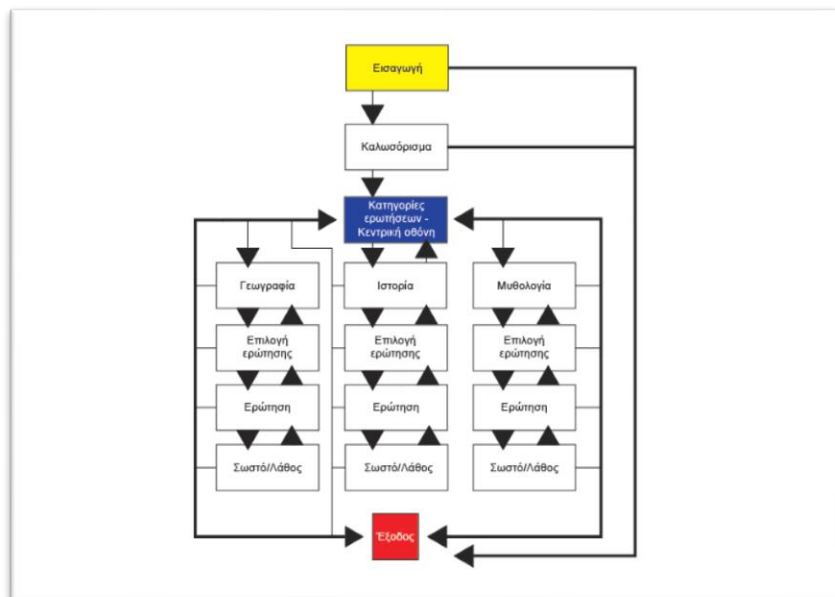 Εισαγωγή
Καλωσόρισμα
Κατηγορίες
ερωτήσεων -
Κεντρική οθόνη
Γεωγραφία
Ιστορία
Μυθολογία
Επιλογή
ερώτησης
Επιλογή
ερώτησης
Επιλογή
ερώτησης
Ερώτηση
Ερώτηση
Ερώτηση
Σωστό/Λάθος
Σωστό/Λάθος
Σωστό/Λάθος
Έξοδος